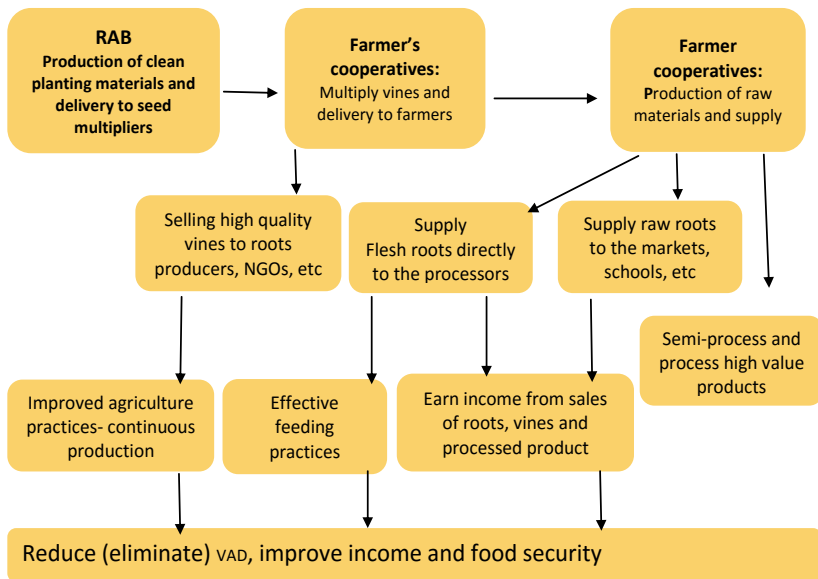 RAB
Production of clean
planting materials and
delivery to seed
multipliers
Farmer’s
cooperatives:
Multiply vines and
delivery to farmers
Farmer
cooperatives:
Production of raw
materials and supply
Selling high quality
vines to roots
producers, NGOs, etc
Supply
Flesh roots directly
to the processors
Supply raw roots
to the markets,
schools, etc
Semi-process and
process high value
products
Improved agriculture
practices- continuous
production
Effective
feeding
practices
Earn income from sales
of roots, vines and
processed product
Reduce (eliminate) VAD, improve income and food security